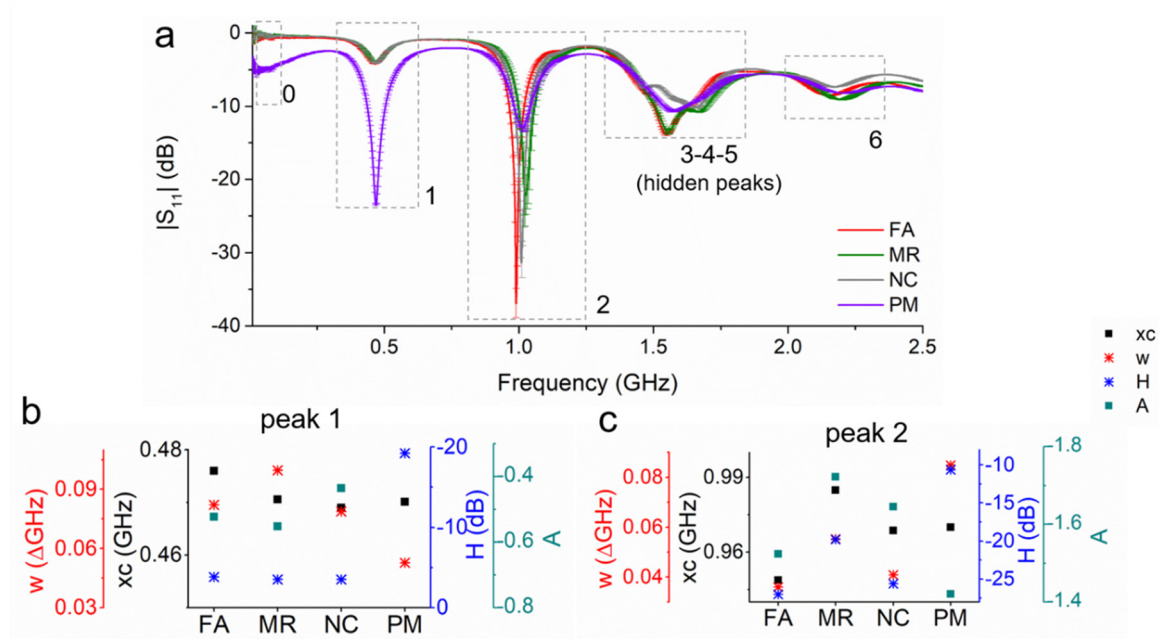 a
0
-10
-20
-30
-40
|S11| (dB)
0
1
2
3-4-5
(hidden peaks)
6
FA
MR
NC
PM
0.5 1.0 1.5 2.0 2.5
Frequency (GHz)
xc
w
H
A
b
peak 1
w (ΔGHz)
0.09
0.06
0.03
xc (GHz)
0.48
0.46
-20
-10
0
H (dB)
-0.4
-0.6
-0.8
A
FA MR NC PM
c
peak 2
w (ΔGHz)
0.08
0.06
0.04
xc (GHz)
0.99
0.96
-10
-15
-20
-25
H (dB)
1.8
1.6
1.4
A
FA MR NC PM